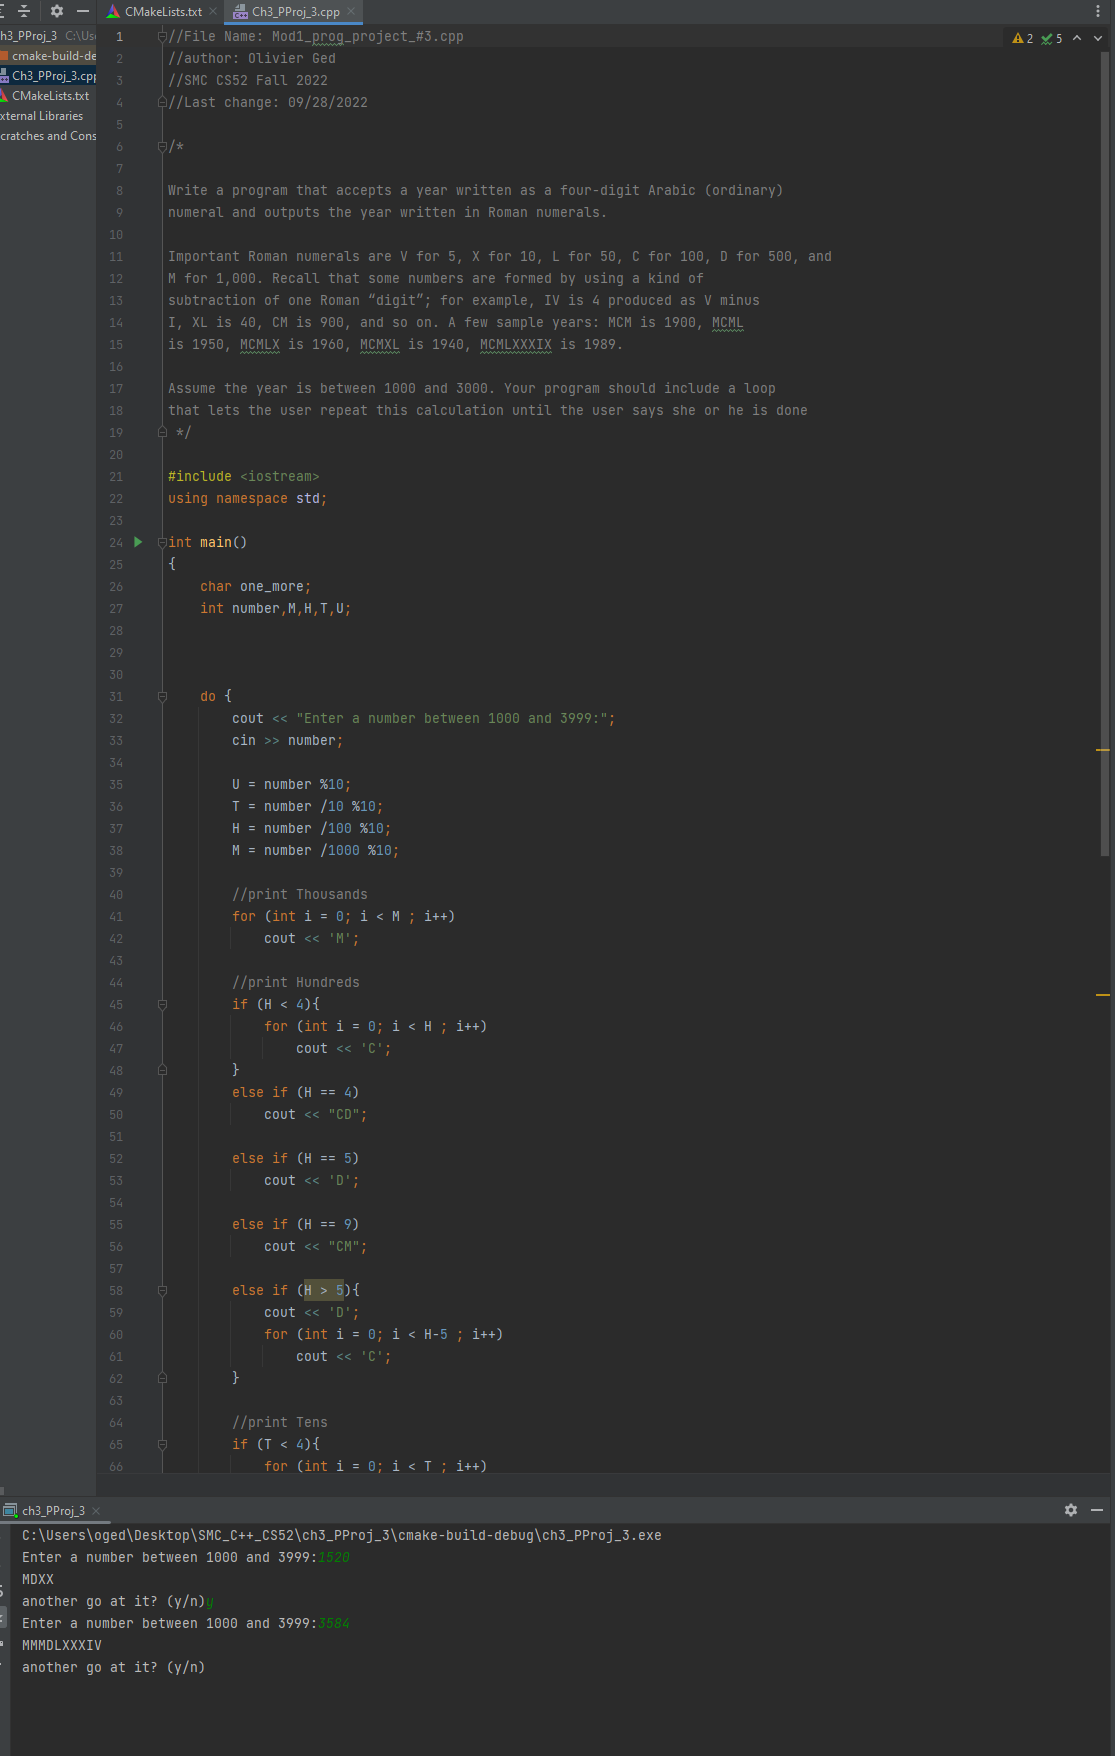 CMakeLists.txt Ch3_PProj_3.cpp
h3_PProj_3 C:\Use
cmake-build-de
Ch3_PProj_3.cpp
CMakeLists.txt
xternal Libraries
cratches and Cons
2 5
1 //File Name: Mod1_prog_project_#3.cpp
2 //author: Olivier Ged
3 //SMC CS52 Fall 2022
4 //Last change: 09/28/2022
5
6 /*
7
8 Write a program that accepts a year written as a four-digit Arabic (ordinary)
9 numeral and outputs the year written in Roman numerals.
10
11 Important Roman numerals are V for 5, X for 10, L for 50, C for 100, D for 500, and
12 M for 1,000. Recall that some numbers are formed by using a kind of
13 subtraction of one Roman “digit”; for example, IV is 4 produced as V minus
14 I, XL is 40, CM is 900, and so on. A few sample years: MCM is 1900, MCML
15 is 1950, MCMLX is 1960, MCMXL is 1940, MCMLXXXIX is 1989.
16
17 Assume the year is between 1000 and 3000. Your program should include a loop
18 that lets the user repeat this calculation until the user says she or he is done
19 */
20
21 #include <iostream>
22 using namespace std;
23
24 int main()
25 {
26 char one_more;
27 int number,M,H,T,U;
28
29
30
31 do {
32 cout << "Enter a number between 1000 and 3999:";
33 cin >> number;
34
35 U = number %10;
36 T = number /10 %10;
37 H = number /100 %10;
38 M = number /1000 %10;
39
40 //print Thousands
41 for (int i = 0; i < M ; i++)
42 cout << 'M';
43
44 //print Hundreds
45 if (H < 4){
46 for (int i = 0; i < H ; i++)
47 cout << 'C';
48 }
49 else if (H == 4)
50 cout << "CD";
51
52 else if (H == 5)
53 cout << 'D';
54
55 else if (H == 9)
56 cout << "CM";
57
58 else if (H > 5){
59 cout << 'D';
60 for (int i = 0; i < H-5 ; i++)
61 cout << 'C';
62 }
63
64 //print Tens
65 if (T < 4){
66 for (int i = 0; i < T ; i++)
ch3_PProj_3
C:\Users\oged\Desktop\SMC_C++_CS52\ch3_PProj_3\cmake-build-debug\ch3_PProj_3.exe
Enter a number between 1000 and 3999:1520
MDXX
another go at it? (y/n)y
Enter a number between 1000 and 3999:3584
MMMDLXXXIV
another go at it? (y/n)